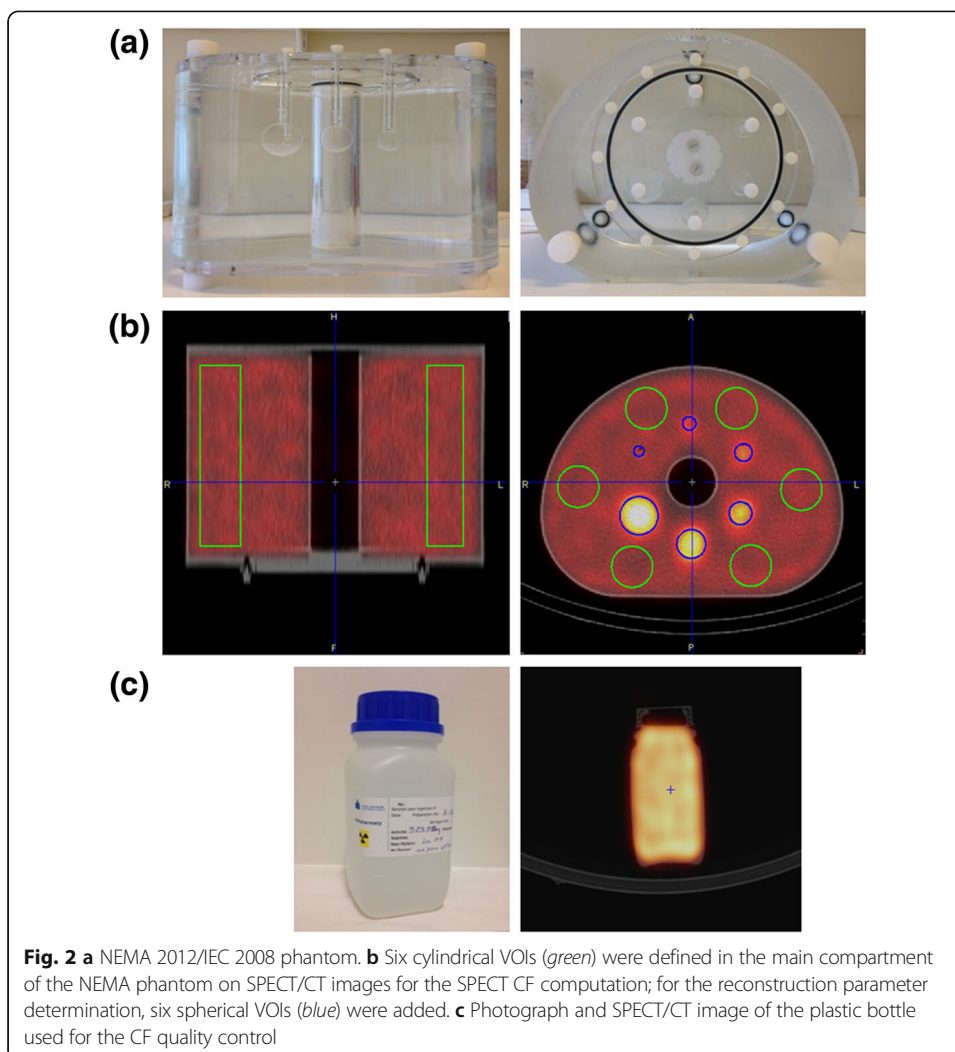 (a)
(b)
H
R
L
F
A
R
L
P
(c)
Fig. 2 a NEMA 2012/IEC 2008 phantom. b Six cylindrical VOIs (green) were defined in the main compartment
of the NEMA phantom on SPECT/CT images for the SPECT CF computation; for the reconstruction parameter
determination, six spherical VOIs (blue) were added. c Photograph and SPECT/CT image of the plastic bottle
used for the CF quality control